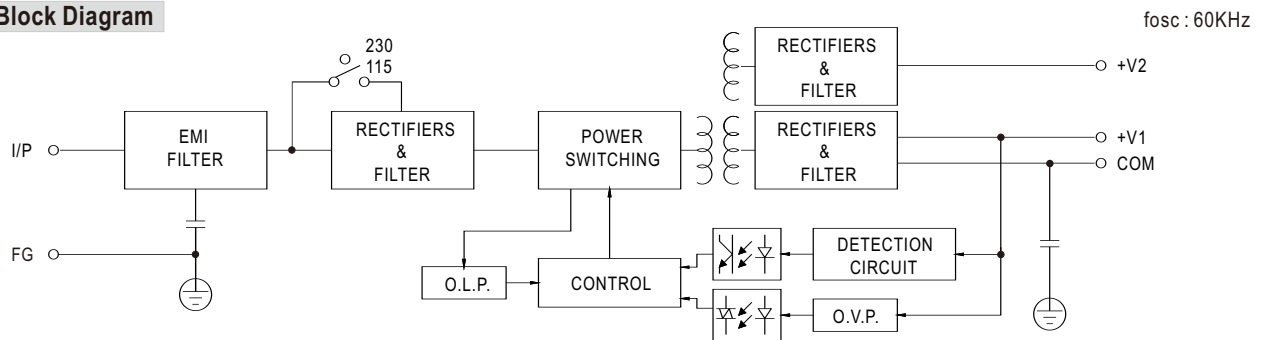 Block Diagram
fosc : 60KHz
230
115
RECTIFIERS
&
FILTER
+V2
I/P
EMI
FILTER
RECTIFIERS
&
FILTER
POWER
SWITCHING
RECTIFIERS
&
FILTER
+V1
COM
FG
O.L.P.
CONTROL
DETECTION
CIRCUIT
O.V.P.